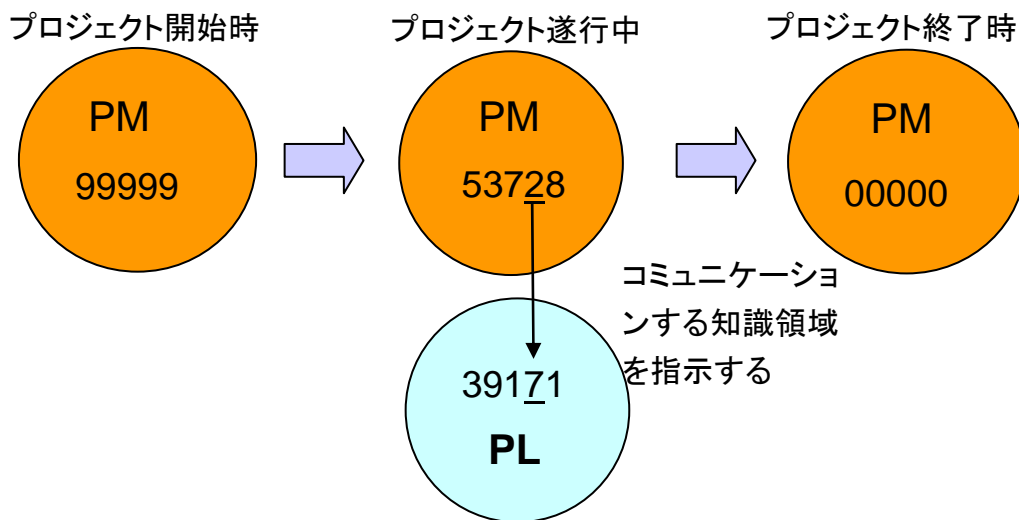 プロジェクト開始時
PM
99999
プロジェクト遂行中
PM
53728
プロジェクト終了時
PM
00000
コミュニケーショ
ンする知識領域
を指示する
39171
PL